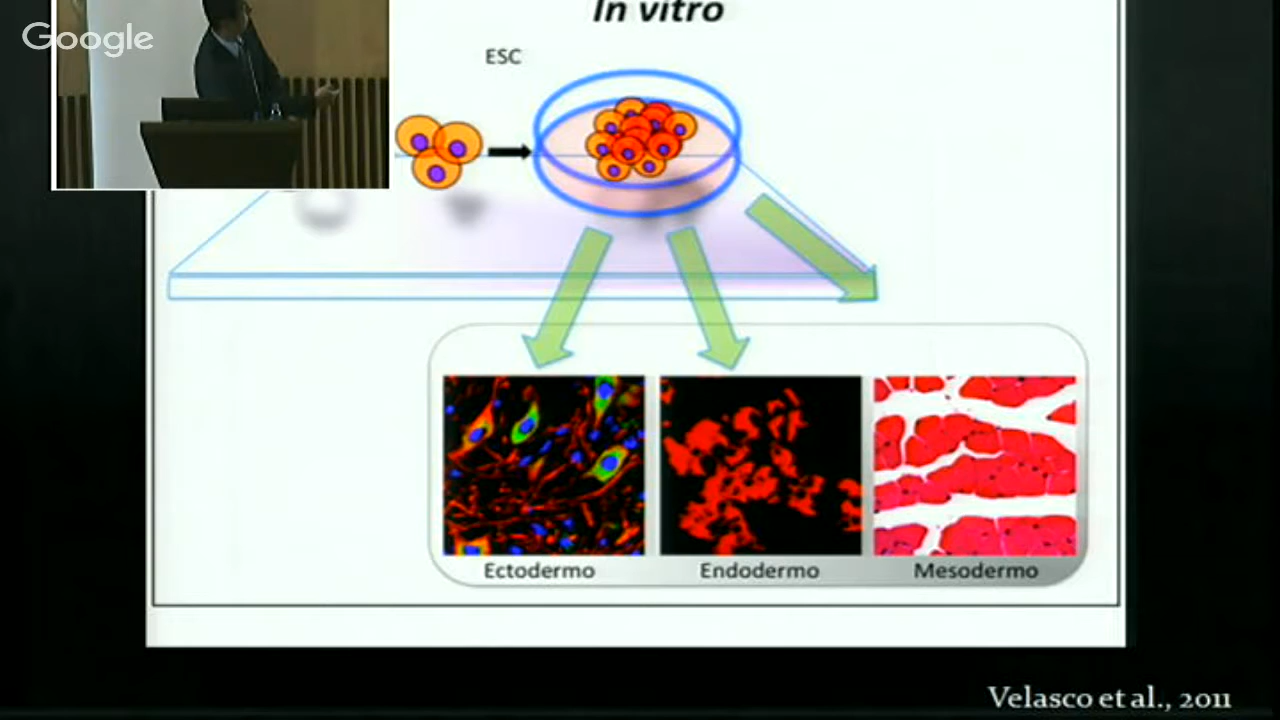 Google
In vitro
ESC
Ectodermo
Endodermo
Mesodermo
Velasco et al., 2011